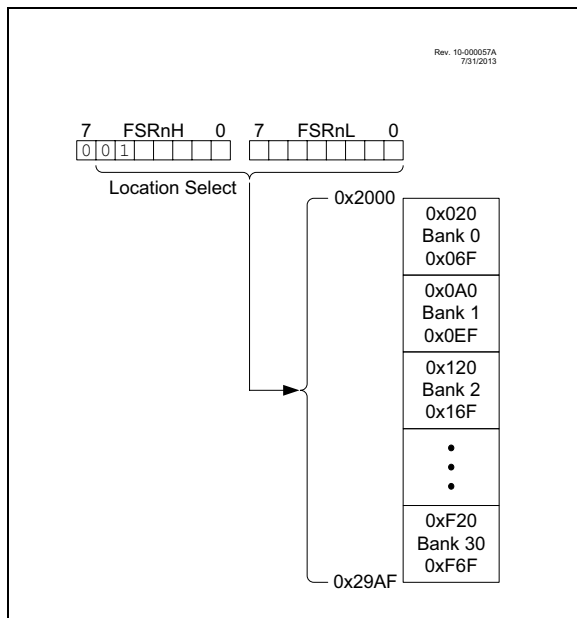 Rev. 10-000057A
7/31/2013
7 FSRnH 0 7 FSRnL 0
0 0 1
Location Select
0x2000
0x020
Bank 0
0x06F
0x0A0
Bank 1
0x0EF
0x120
Bank 2
0x16F
0xF20
Bank 30
0xF6F
0x29AF